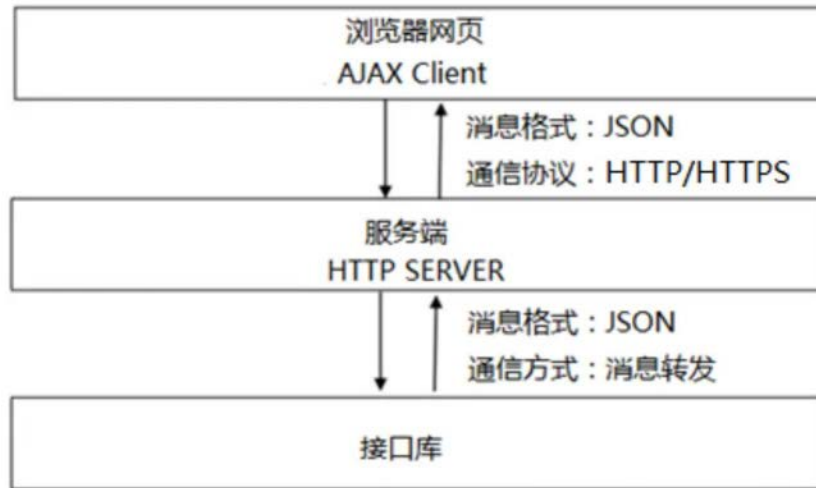 浏览器网页
AJAX Client
消息格式：JSON
通信协议：HTTP/HTTPS
服务端
HTTP SERVER
消息格式：JSON
通信方式：消息转发
接口库